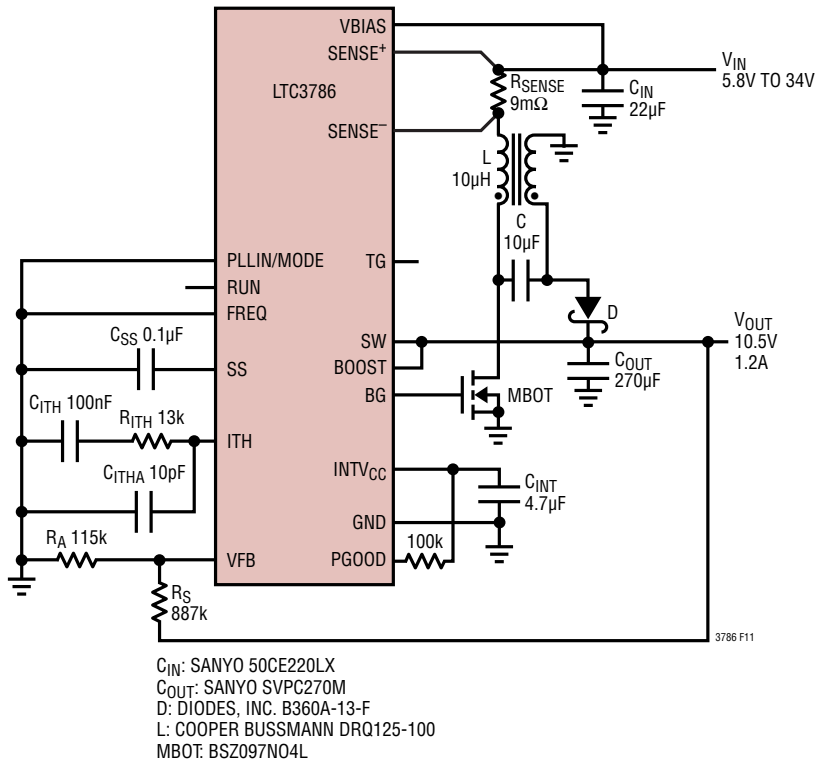 VBIAS
SENSE+
LTC3786
SENSE−
PLLIN/MODE
RUN
FREQ
SS
ITH
VFB
TG
SW
BOOST
BG
INTVCC
GND
PGOOD
VIN
5.8V TO 34V
RSENSE
9mΩ
CIN
22µF
L
10µH
C
10µF
D
VOUT
10.5V
1.2A
COUT
270µF
MBOT
CSS 0.1µF
CITH 100nF
RITH 13k
CITHA 10pF
RA 115k
RS
887k
CINT
4.7µF
100k
3786 F11
CIN: SANYO 50CE220LX
COUT: SANYO SVPC270M
D: DIODES, INC. B360A-13-F
L: COOPER BUSSMANN DRQ125-100
MBOT: BSZ097NO4L